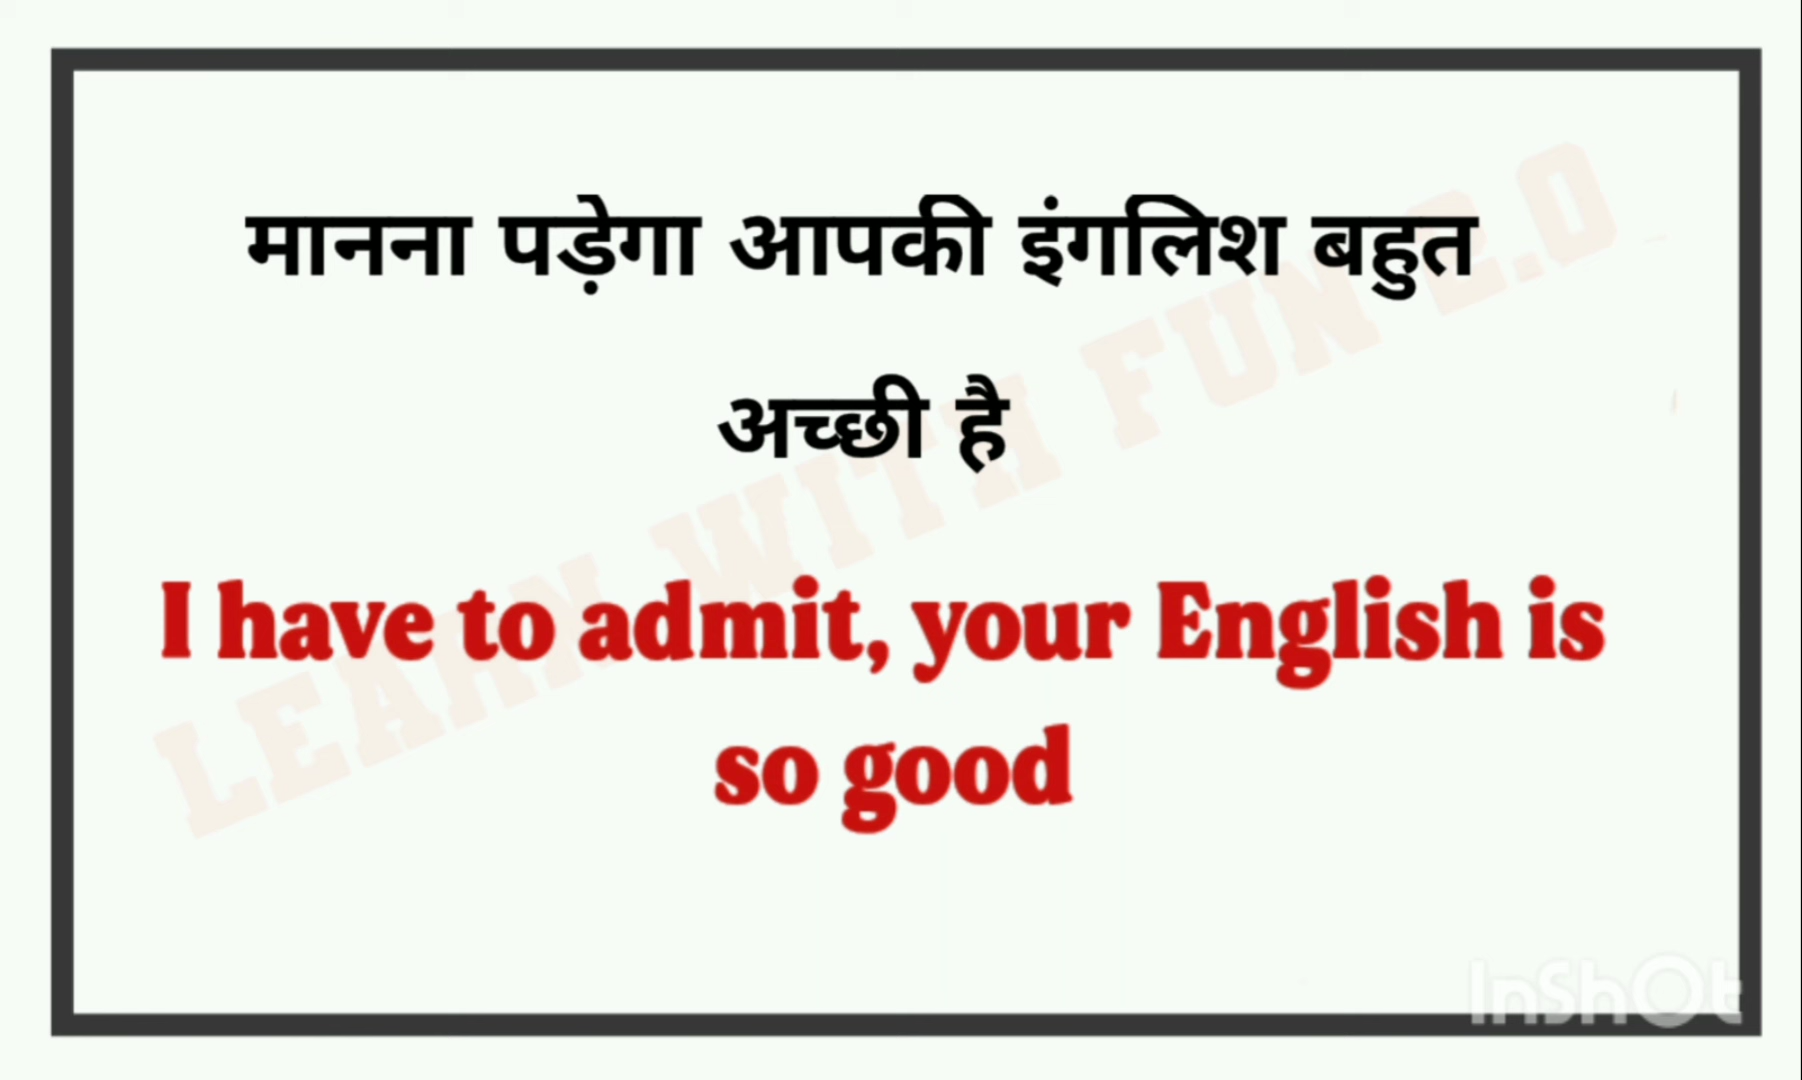 मानना पड़ेगा आपकी इंगलिश बहुत
अच्छी है
I have to admit, your English is
so good
LEARN WITH FUN 2.0
InShOt